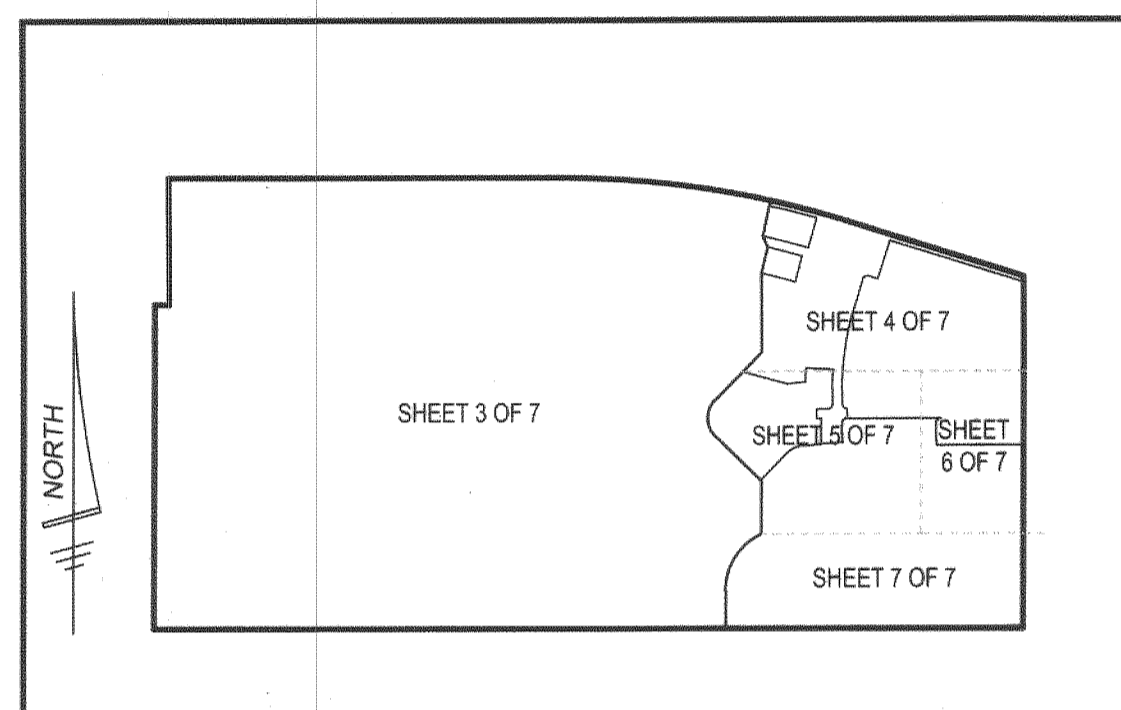 SHEET 4 OF 7
SHEET 3 OF 7
NORTH
SHEET 5 OF 7
SHEET
6 OF 7
SHEET 7 OF 7